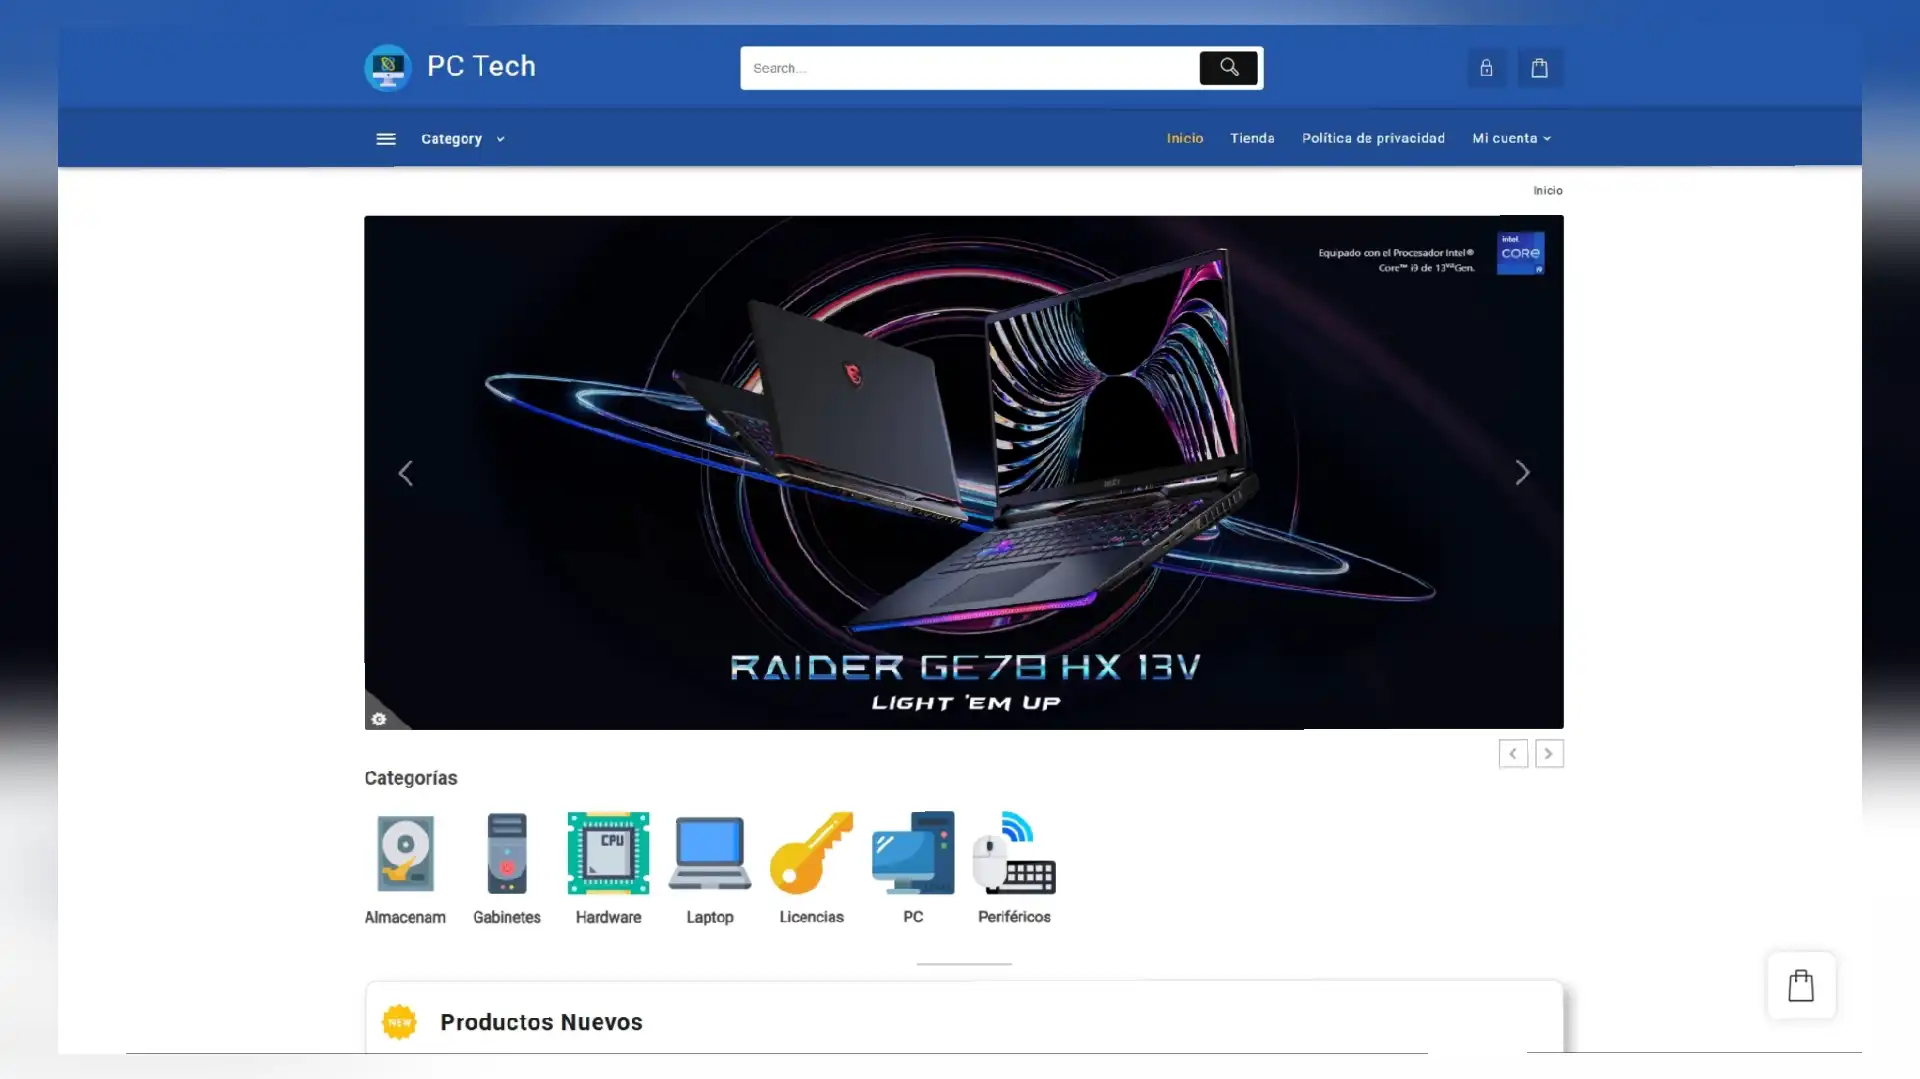 PC Tech
Search...
Category
Inicio
Tienda
Política de privacidad
Mi cuenta
Inicio
Equipado con el Procesador Intel®
Core™ i9 de 13va Gen.
intel
CORE
i9
RAIDER GE78 HX 13V
LIGHT 'EM UP
Categorías
CPU
Almacenam
Gabinetes
Hardware
Laptop
Licencias
PC
Periféricos
NEW
Productos Nuevos